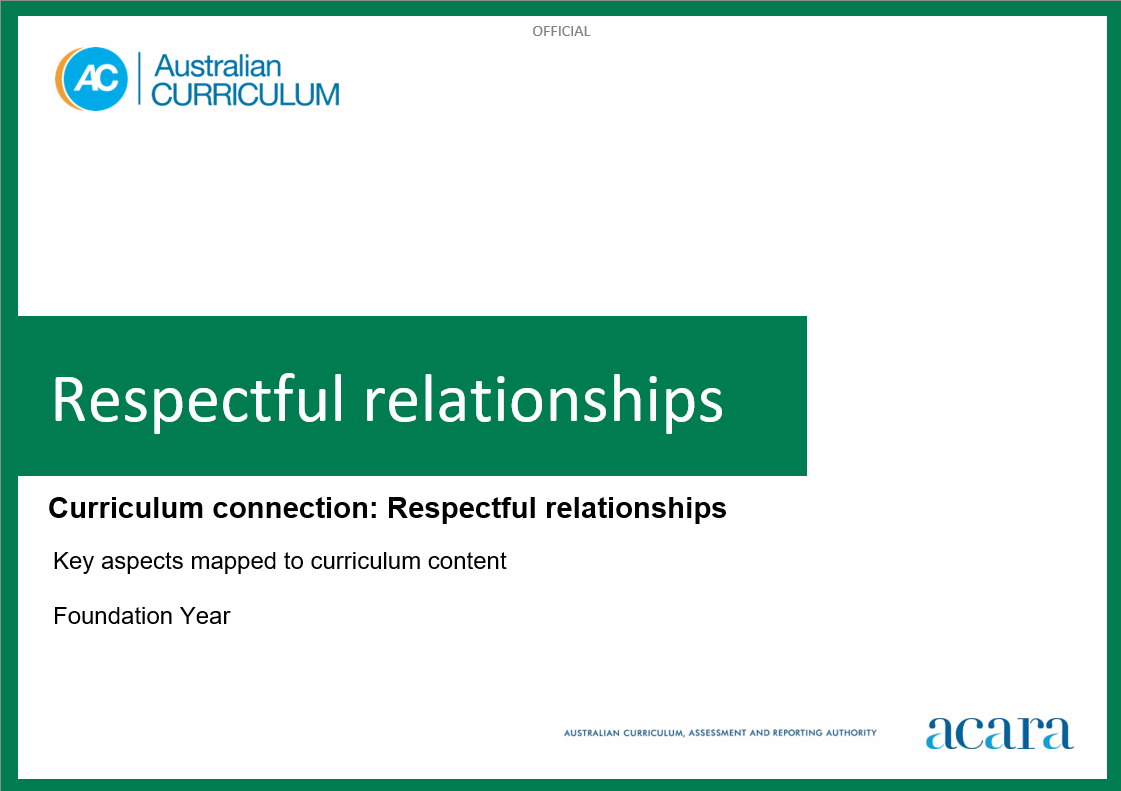 OFFICIAL
AC
Australian
CURRICULUM
Respectful relationships
Curriculum connection: Respectful relationships
Key aspects mapped to curriculum content
Foundation Year
AUSTRALIAN CURRICULUM, ASSESSMENT AND REPORTING AUTHORITY
acara